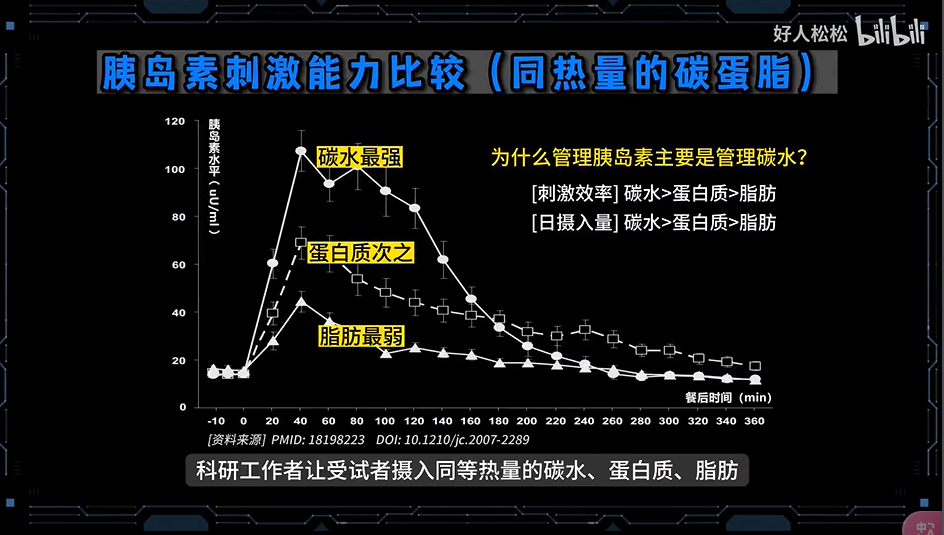 好人松松 bilibili
胰岛素刺激能力比较（同热量的碳蛋脂）
胰岛素水平（uU/ml）
120
100
80
60
40
20
0
碳水最强
蛋白质次之
脂肪最弱
为什么管理胰岛素主要是管理碳水？
[刺激效率] 碳水>蛋白质>脂肪
[日摄入量] 碳水>蛋白质>脂肪
餐后时间（min）
-10 0 20 40 60 80 100 120 140 160 180 200 220 240 260 280 300 320 340 360
[资料来源] PMID: 18198223 DOI: 10.1210/jc.2007-2289
科研工作者让受试者摄入同等热量的碳水、蛋白质、脂肪